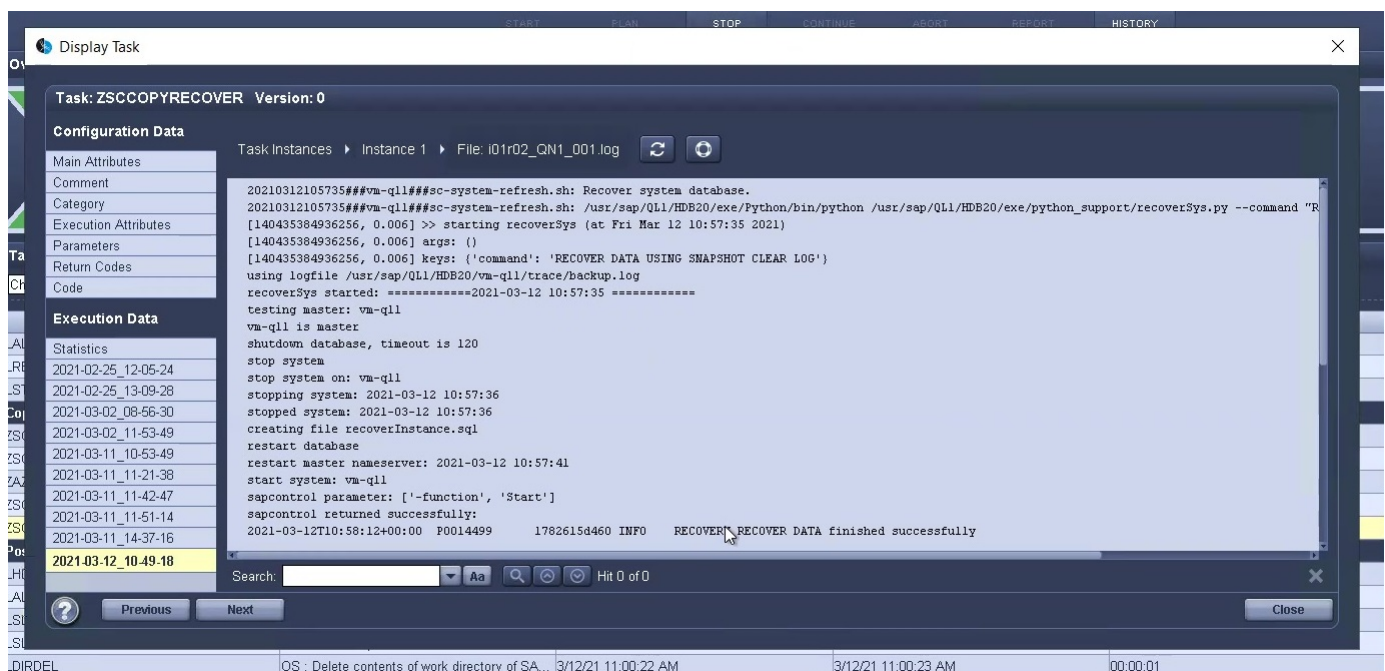 START PLAN STOP CONTINUE ABORT REPORT HISTORY
Display Task
Task: ZSCCOPYRECOVER Version: 0
Configuration Data
Main Attributes
Comment
Category
Execution Attributes
Parameters
Return Codes
Code
Execution Data
Statistics
2021-02-25_12-05-24
2021-02-25_13-09-28
2021-03-02_08-56-30
2021-03-02_11-53-49
2021-03-11_10-53-49
2021-03-11_11-21-38
2021-03-11_11-42-47
2021-03-11_11-51-14
2021-03-11_14-37-16
2021-03-12_10-49-18
Task Instances Instance 1 File: i01r02_QN1_001.log
20210312105735###vm-ql1###sc-system-refresh.sh: Recover system database.
20210312105735###vm-ql1###sc-system-refresh.sh: /usr/sap/QL1/HDB20/exe/Python/bin/python /usr/sap/QL1/HDB20/exe/python_support/recoverSys.py --command "R
[140435384936256, 0.006] >> starting recoverSys (at Fri Mar 12 10:57:35 2021)
[140435384936256, 0.006] args: ()
[140435384936256, 0.006] keys: {'command': 'RECOVER DATA USING SNAPSHOT CLEAR LOG'}
using logfile /usr/sap/QL1/HDB20/vm-ql1/trace/backup.log
recoverSys started: ============2021-03-12 10:57:35 ============
testing master: vm-ql1
vm-ql1 is master
shutdown database, timeout is 120
stop system
stop system on: vm-ql1
stopping system: 2021-03-12 10:57:36
stopped system: 2021-03-12 10:57:36
creating file recoverInstance.sql
restart database
restart master nameserver: 2021-03-12 10:57:41
start system: vm-ql1
sapcontrol parameter: ['-function', 'Start']
sapcontrol returned successfully:
2021-03-12T10:58:12+00:00 P0014499 1782615d460 INFO RECOVERY RECOVER DATA finished successfully
Search: Aa Hit 0 of 0
? Previous Next Close
LDIRDEL OS : Delete contents of work directory of SA... 3/12/21 11:00:22 AM 3/12/21 11:00:23 AM 00:00:01